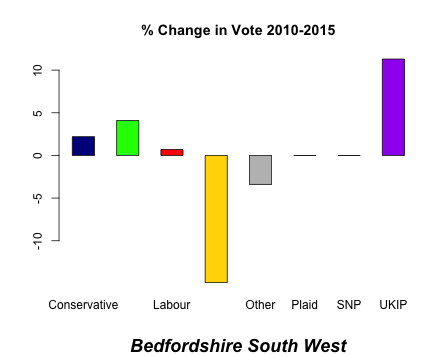 % Change in Vote 2010-2015
10
5
0
-5
-10
Conservative Labour Other Plaid SNP UKIP
Bedfordshire South West